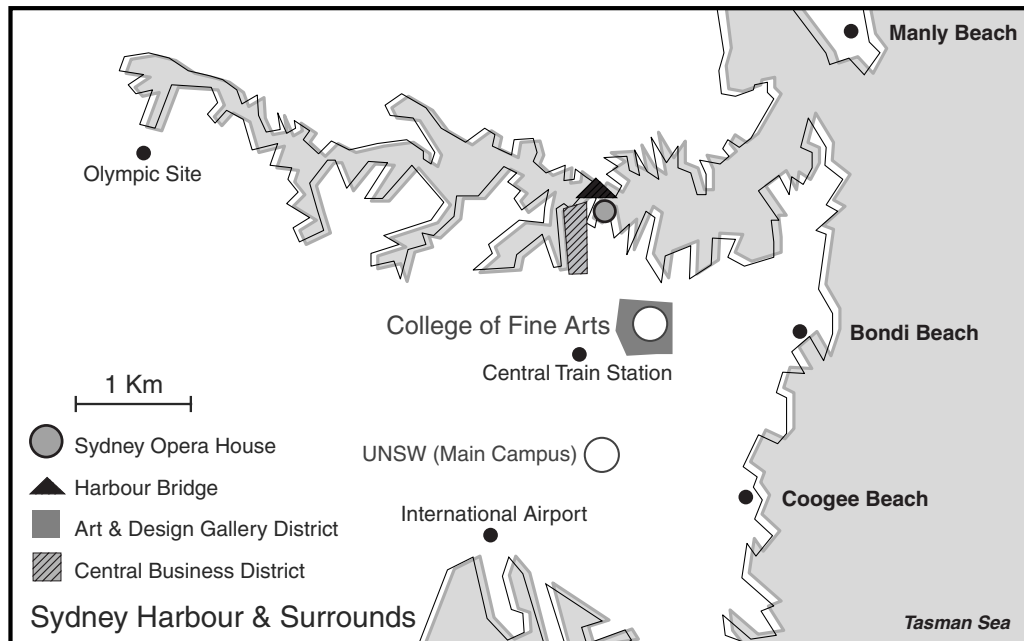 Manly Beach
Olympic Site
College of Fine Arts
Bondi Beach
Central Train Station
1 Km
Sydney Opera House
UNSW (Main Campus)
Harbour Bridge
Coogee Beach
International Airport
Art & Design Gallery District
Central Business District
Sydney Harbour & Surrounds
Tasman Sea